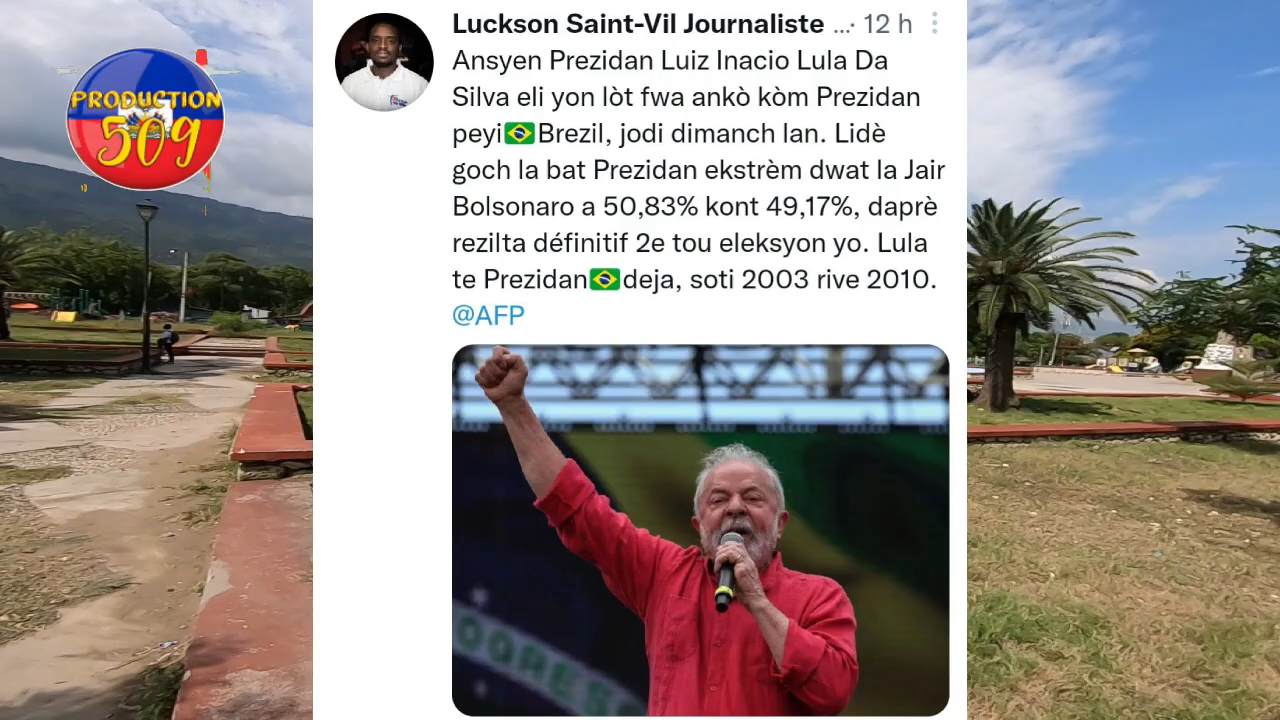 PRODUCTION
509
Luckson Saint-Vil Journaliste ...· 12 h
Ansyen Prezidan Luiz Inacio Lula Da
Silva eli yon lòt fwa ankò kòm Prezidan
peyi🇧🇷Brezil, jodi dimanch lan. Lidè
goch la bat Prezidan ekstrèm dwat la Jair
Bolsonaro a 50,83% kont 49,17%, daprè
rezilta définitif 2e tou eleksyon yo. Lula
te Prezidan🇧🇷deja, soti 2003 rive 2010.
@AFP
OGRES